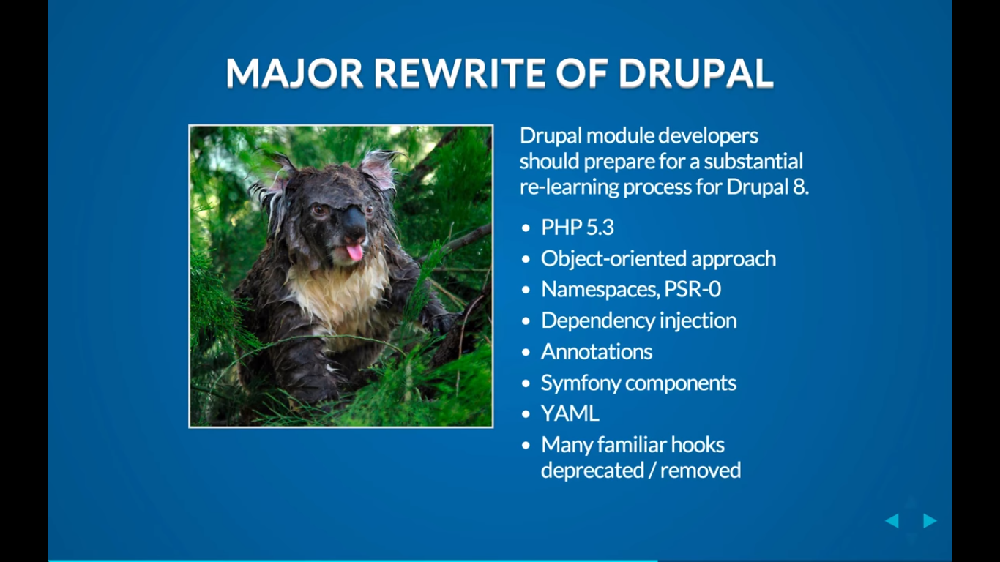 MAJOR REWRITE OF DRUPAL
Drupal module developers
should prepare for a substantial
re-learning process for Drupal 8.
• PHP 5.3
• Object-oriented approach
• Namespaces, PSR-0
• Dependency injection
• Annotations
• Symfony components
• YAML
• Many familiar hooks
deprecated / removed